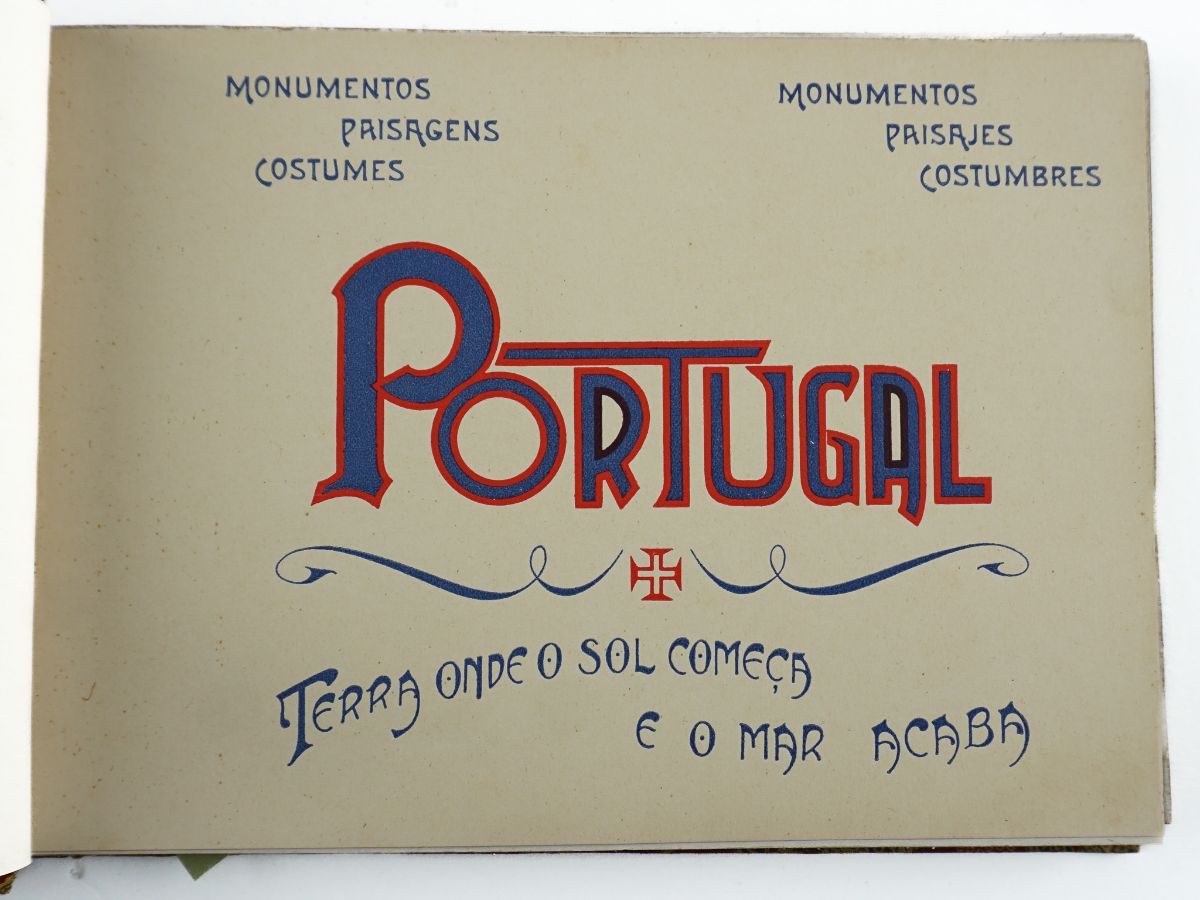 MONUMENTOS
PAISAGENS
COSTUMES
MONUMENTOS
PAISAJES
COSTUMBRES
PORTUGAL
TERRA ONDE O SOL COMEÇA
E O MAR ACABA